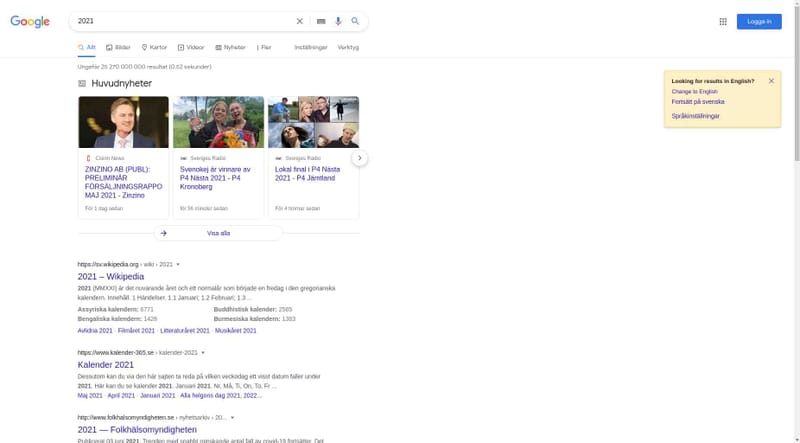 Google
2021
Logga in
Allt
Bilder
Kartor
Videor
Nyheter
Fler
Inställningar
Verktyg
Ungefär 25 270 000 000 resultat (0,62 sekunder)
Looking for results in English?
Change to English
Fortsätt på svenska
Språkinställningar
Huvudnyheter
Cision News
ZINZINO AB (PUBL):
PRELIMINÄR
FÖRSÄLJNINGSRAPPO
MAJ 2021 - Zinzino
För 1 dag sedan
Sveriges Radio
Svenokej är vinnare av
P4 Nästa 2021 - P4
Kronoberg
för 56 minuter sedan
Sveriges Radio
Lokal final i P4 Nästa
2021 - P4 Jämtland
För 4 timmar sedan
Visa alla
https://sv.wikipedia.org › wiki › 2021
2021 – Wikipedia
2021 (MMXXI) är det nuvarande året och ett normalår som började en fredag i den gregorianska
kalendern. Innehåll. 1 Händelser. 1.1 Januari; 1.2 Februari; 1.3 ...
Assyriska kalendern: 6771 Buddhistisk kalender: 2565
Bengaliska kalendern: 1428 Burmesiska kalendern: 1383
Avlidna 2021 · Filmåret 2021 · Litteraturåret 2021 · Musikåret 2021
https://www.kalender-365.se › kalender-2021
Kalender 2021
Dessutom kan du via den här sajten ta reda på vilken veckodag ett visst datum faller under
2021. Här kan du se kalender 2021. Januari 2021. Nr, Må, Ti, On, To, Fr ...
Maj 2021 · April 2021 · Januari 2021 · Alla helgons dag 2021, 2022...
http://www.folkhalsomyndigheten.se › nyhetsarkiv › 20...
2021 — Folkhälsomyndigheten
Publicerat 03 juni 2021. Trenden med snabbt minskande antal fall av covid-19 fortsätter. Det